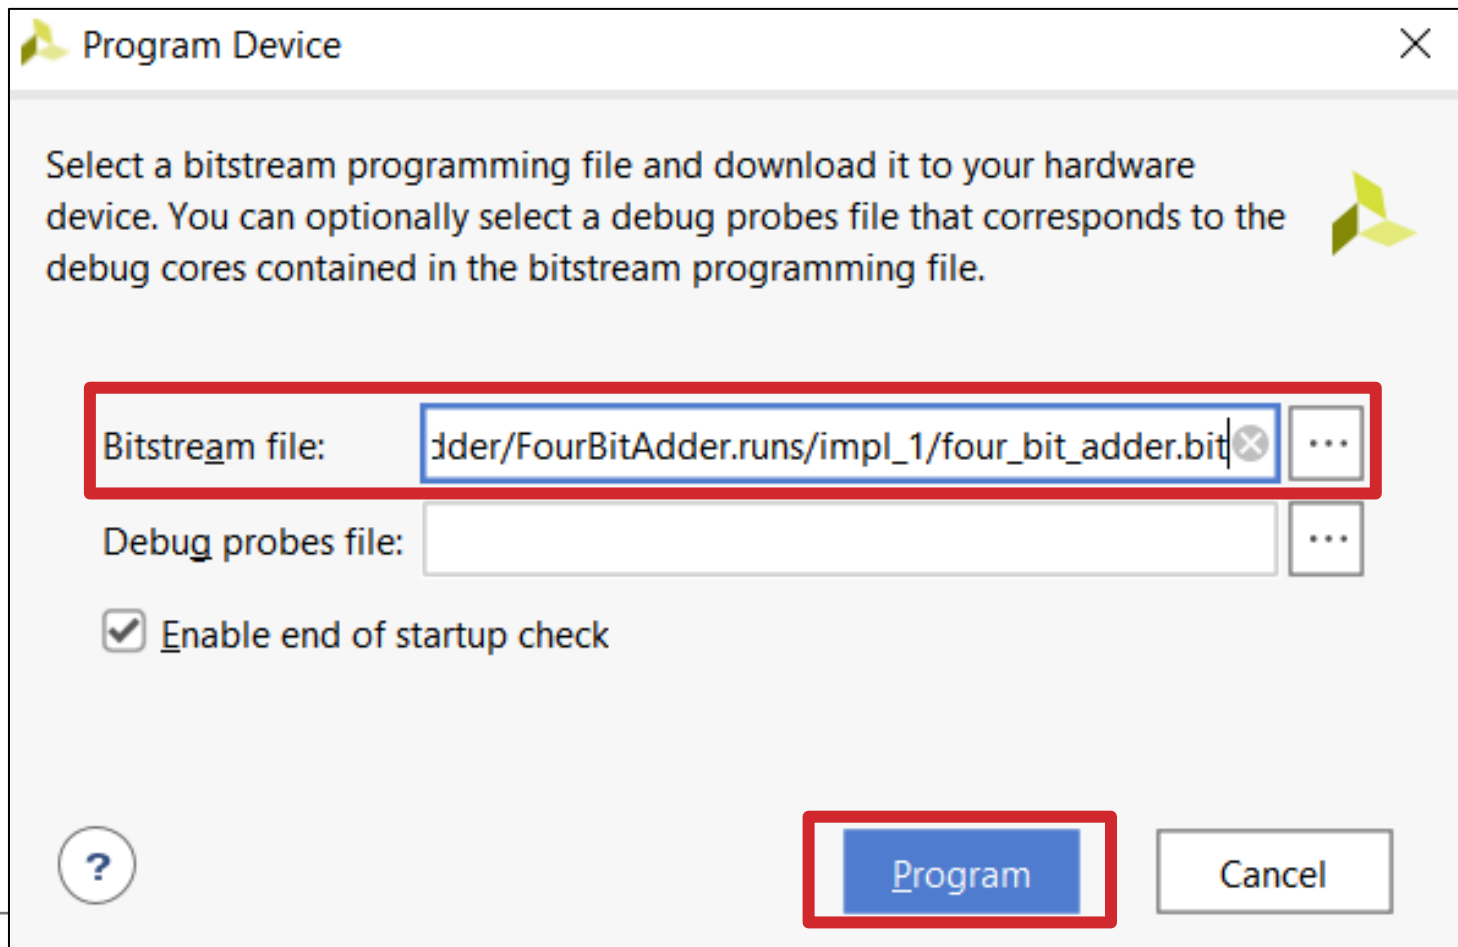 Program Device
Select a bitstream programming file and download it to your hardware
device. You can optionally select a debug probes file that corresponds to the
debug cores contained in the bitstream programming file.
Bitstream file: dder/FourBitAdder.runs/impl_1/four_bit_adder.bit ...
Debug probes file: ...
Enable end of startup check
? Program Cancel